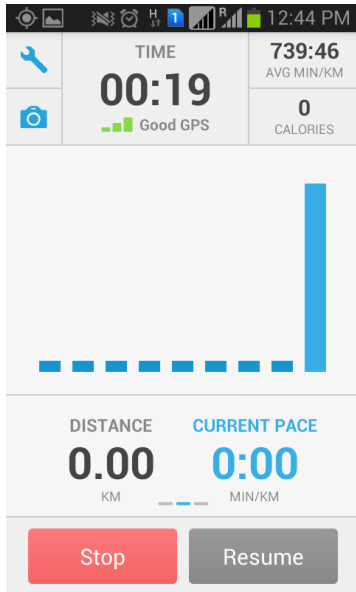 H R 12:44 PM
1
TIME
00:19
Good GPS
739:46
AVG MIN/KM
0
CALORIES
DISTANCE
0.00
KM
CURRENT PACE
0:00
MIN/KM
Stop
Resume